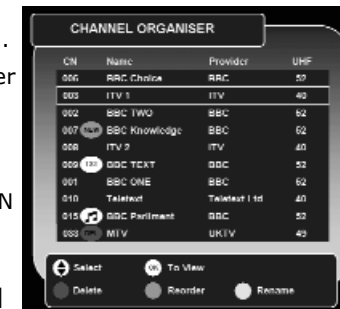 CHANNEL ORGANISER
.
er
CN Name Provider UHF
006 BBC Choice BBC 52
003 ITV 1 ITV 40
002 BBC TWO BBC 52
007 NEW BBC Knowledge BBC 52
008 ITV 2 ITV 40
009 TXT BBC TEXT BBC 52
001 BBC ONE BBC 52
N
010 Teletext Teletext Ltd 40
015 BBC Parliment BBC 52
033 MTV UKTV 49
Select OK To View
Delete Reorder Rename